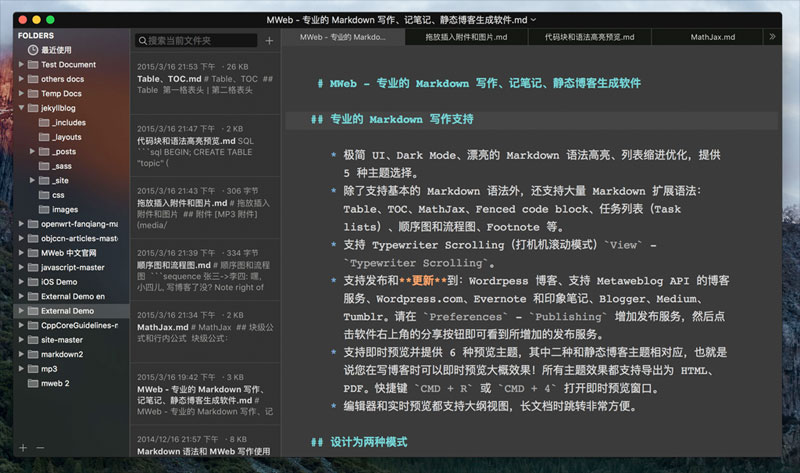 MWeb - 专业的 Markdown 写作、记笔记、静态博客生成软件.md
FOLDERS
最近使用
Test Document
others docs
Temp Docs
jekyllblog
_includes
_layouts
_posts
_sass
_site
css
images
openwrt-fanqiang-ma
objccn-articles-master
MWeb 中文官网
javascript-master
iOS Demo
External Demo en
External Demo
CppCoreGuidelines-m
site-master
markdown2
mp3
mweb 2
搜索当前文件夹
2015/3/16 21:53 下午 · 26 KB
Table、TOC.md # Table、TOC ##
Table 第一格表头 | 第二格表头
2015/3/16 21:47 下午 · 2 KB
代码块和语法高亮预览.md SQL
```sql BEGIN; CREATE TABLE
"topic" (
2015/3/16 21:43 下午 · 306 字节
拖放插入附件和图片.md # 拖放插入
附件和图片 ## 附件 [MP3 附件]
(media/
2015/3/16 21:39 下午 · 334 字节
顺序图和流程图.md # 顺序图和流程
图 ```sequence 张三->李四: 嘿,
小四儿, 写博客了没? Note right of
2015/3/16 21:34 下午 · 2 KB
MathJax.md # MathJax ## 块级公
式和行内公式 块级公式:
2015/3/16 19:42 下午 · 3 KB
MWeb - 专业的 Markdown 写作、
记笔记、静态博客生成软件.md #
MWeb - 专业的 Markdown 写作、记
2014/12/16 21:57 下午 · 8 KB
Markdown 语法和 MWeb 写作使用
MWeb - 专业的 Markdo...
拖放插入附件和图片.md
代码块和语法高亮预览.md
MathJax.md
# MWeb - 专业的 Markdown 写作、记笔记、静态博客生成软件
## 专业的 Markdown 写作支持
* 极简 UI、Dark Mode、漂亮的 Markdown 语法高亮、列表缩进优化，提供
5 种主题选择。
* 除了支持基本的 Markdown 语法外，还支持大量 Markdown 扩展语法：
Table、TOC、MathJax、Fenced code block、任务列表（Task
lists）、顺序图和流程图、Footnote 等。
* 支持 Typewriter Scrolling（打机机滚动模式）`View` -
`Typewriter Scrolling`。
* 支持发布和**更新**到：Wordrpess 博客、支持 Metaweblog API 的博客
服务、Wordpress.com、Evernote 和印象笔记、Blogger、Medium、
Tumblr。请在 `Preferences` - `Publishing` 增加发布服务，然后点
击软件右上角的分享按钮即可看到所增加的发布服务。
* 支持即时预览并提供 6 种预览主题，其中二种和静态博客主题相对应，也就是
说您在写博客时可以即时预览大概效果！所有主题效果都支持导出为 HTML、
PDF。快捷键 `CMD + R` 或 `CMD + 4` 打开即时预览窗口。
* 编辑器和实时预览都支持大纲视图，长文档时跳转非常方便。
## 设计为两种模式